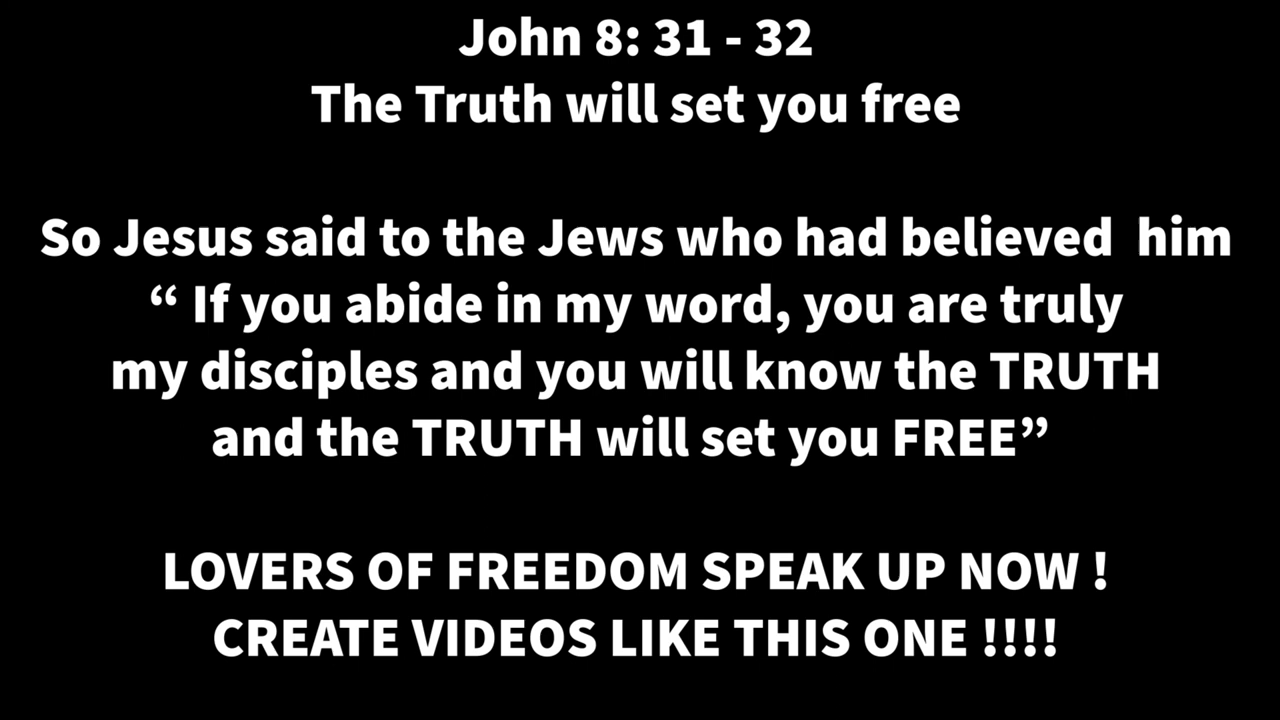 John 8: 31 - 32
The Truth will set you free
So Jesus said to the Jews who had believed  him
“ If you abide in my word, you are truly
my disciples and you will know the TRUTH
and the TRUTH will set you FREE”
LOVERS OF FREEDOM SPEAK UP NOW !
CREATE VIDEOS LIKE THIS ONE !!!!